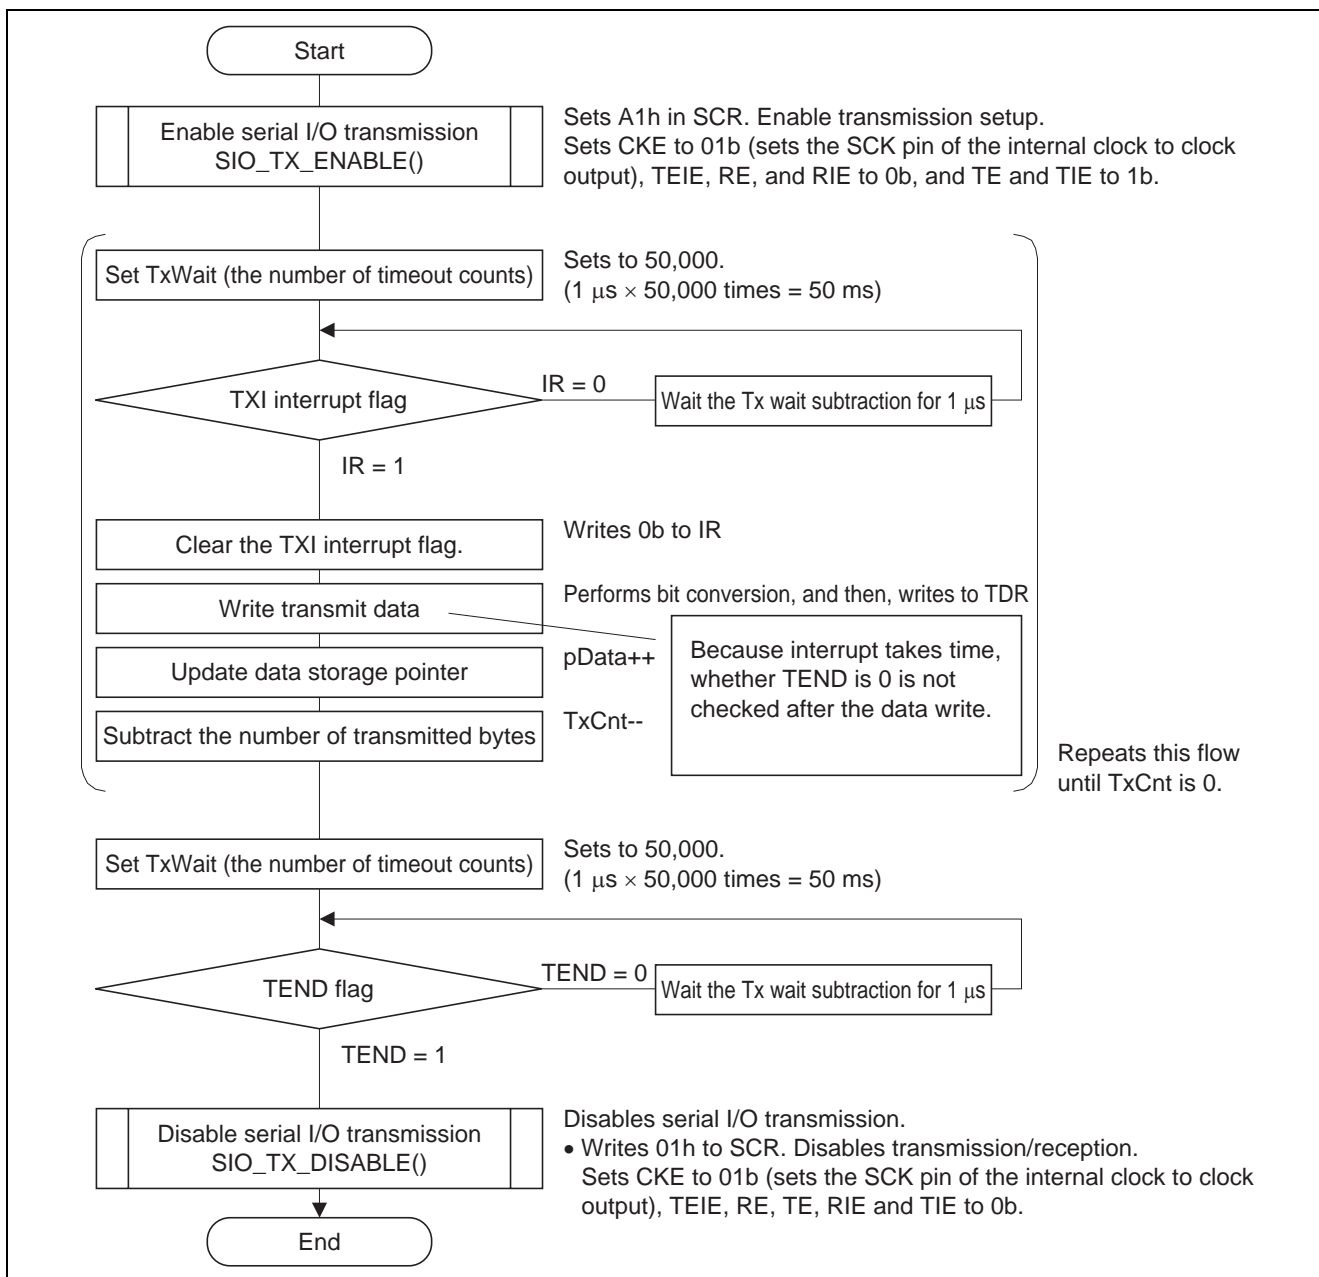 Start
Enable serial I/O transmission
SIO_TX_ENABLE()
Sets A1h in SCR. Enable transmission setup.
Sets CKE to 01b (sets the SCK pin of the internal clock to clock
output), TEIE, RE, and RIE to 0b, and TE and TIE to 1b.
Set TxWait (the number of timeout counts)
Sets to 50,000.
(1 μs × 50,000 times = 50 ms)
TXI interrupt flag
IR = 0
Wait the Tx wait subtraction for 1 μs
IR = 1
Clear the TXI interrupt flag.
Writes 0b to IR
Write transmit data
Performs bit conversion, and then, writes to TDR
Update data storage pointer
pData++
Because interrupt takes time,
whether TEND is 0 is not
checked after the data write.
Subtract the number of transmitted bytes
TxCnt--
Repeats this flow
until TxCnt is 0.
Set TxWait (the number of timeout counts)
Sets to 50,000.
(1 μs × 50,000 times = 50 ms)
TEND flag
TEND = 0
Wait the Tx wait subtraction for 1 μs
TEND = 1
Disable serial I/O transmission
SIO_TX_DISABLE()
Disables serial I/O transmission.
• Writes 01h to SCR. Disables transmission/reception.
Sets CKE to 01b (sets the SCK pin of the internal clock to clock
output), TEIE, RE, TE, RIE and TIE to 0b.
End